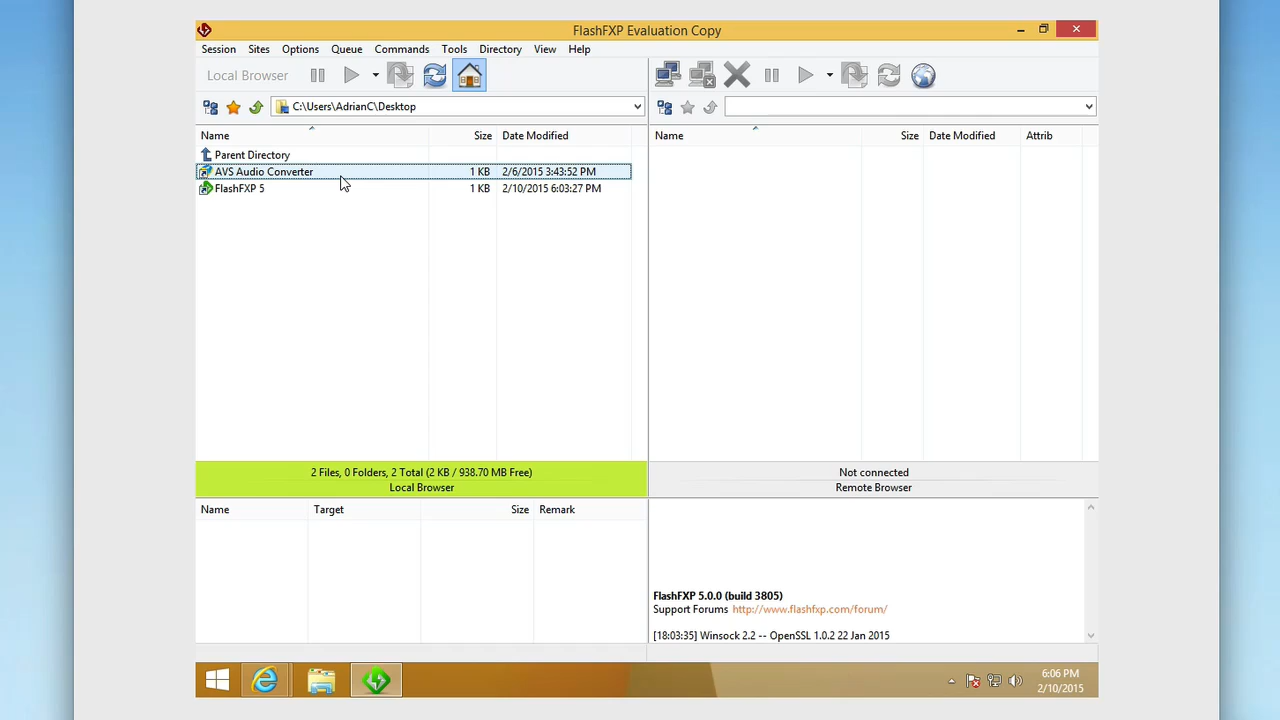 FlashFXP Evaluation Copy
Session Sites Options Queue Commands Tools Directory View Help
Local Browser
C:\Users\AdrianC\Desktop
Name Size Date Modified
Parent Directory
AVS Audio Converter 1 KB 2/6/2015 3:43:52 PM
FlashFXP 5 1 KB 2/10/2015 6:03:27 PM
Name Size Date Modified Attrib
2 Files, 0 Folders, 2 Total (2 KB / 938.70 MB Free)
Local Browser
Not connected
Remote Browser
Name Target Size Remark
FlashFXP 5.0.0 (build 3805)
Support Forums http://www.flashfxp.com/forum/
[18:03:35] Winsock 2.2 -- OpenSSL 1.0.2 22 Jan 2015
6:06 PM
2/10/2015